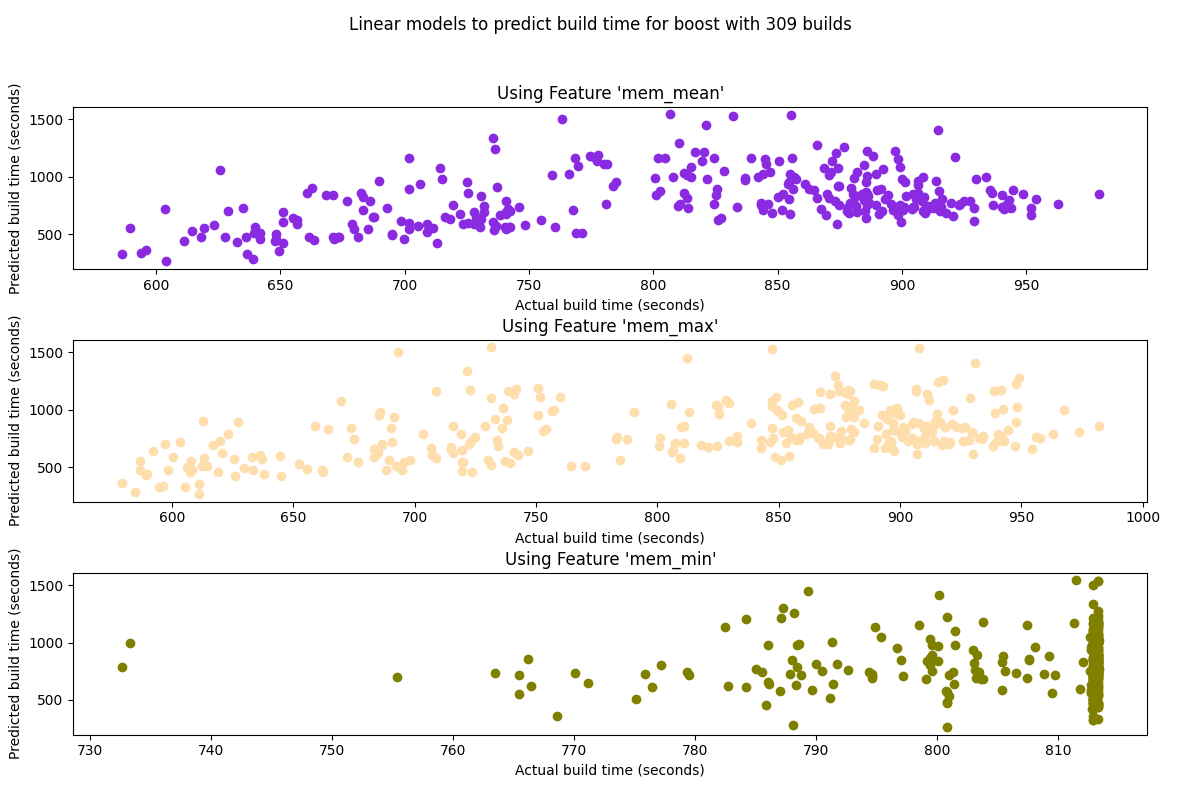 Linear models to predict build time for boost with 309 builds
Using Feature 'mem_mean'
Predicted build time (seconds)
1500
1000
500
600 650 700 750 800 850 900 950
Actual build time (seconds)
Using Feature 'mem_max'
Predicted build time (seconds)
1500
1000
500
600 650 700 750 800 850 900 950 1000
Actual build time (seconds)
Using Feature 'mem_min'
Predicted build time (seconds)
1500
1000
500
730 740 750 760 770 780 790 800 810
Actual build time (seconds)